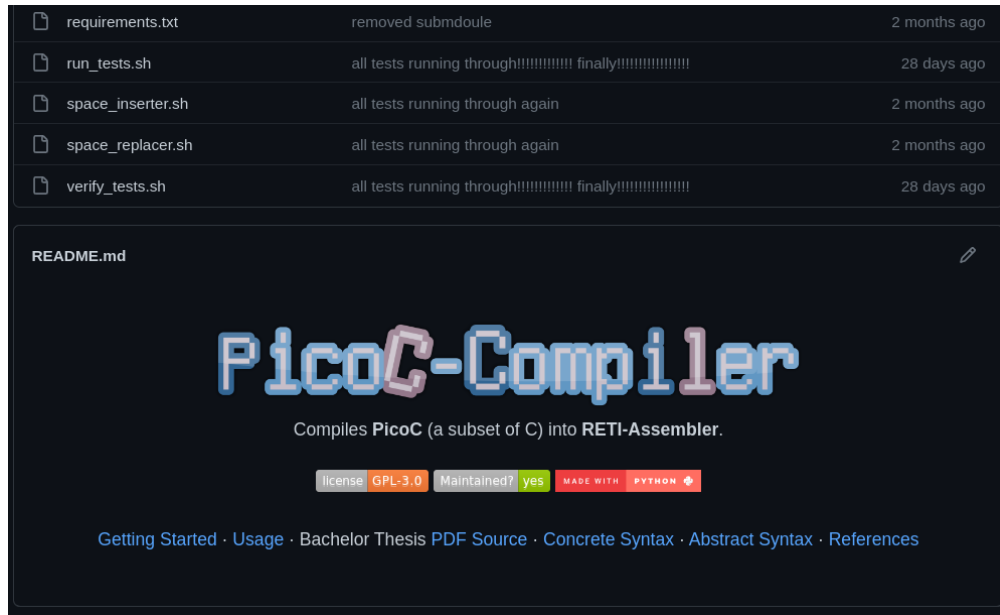 requirements.txt removed submdoule 2 months ago
run_tests.sh all tests running through!!!!!!!!!!!!! finally!!!!!!!!!!!!!!!!! 28 days ago
space_inserter.sh all tests running through again 2 months ago
space_replacer.sh all tests running through again 2 months ago
verify_tests.sh all tests running through!!!!!!!!!!!!! finally!!!!!!!!!!!!!!!!! 28 days ago
README.md
PicoC-Compiler
Compiles PicoC (a subset of C) into RETI-Assembler.
license GPL-3.0 Maintained? yes MADE WITH PYTHON
Getting Started · Usage · Bachelor Thesis PDF Source · Concrete Syntax · Abstract Syntax · References